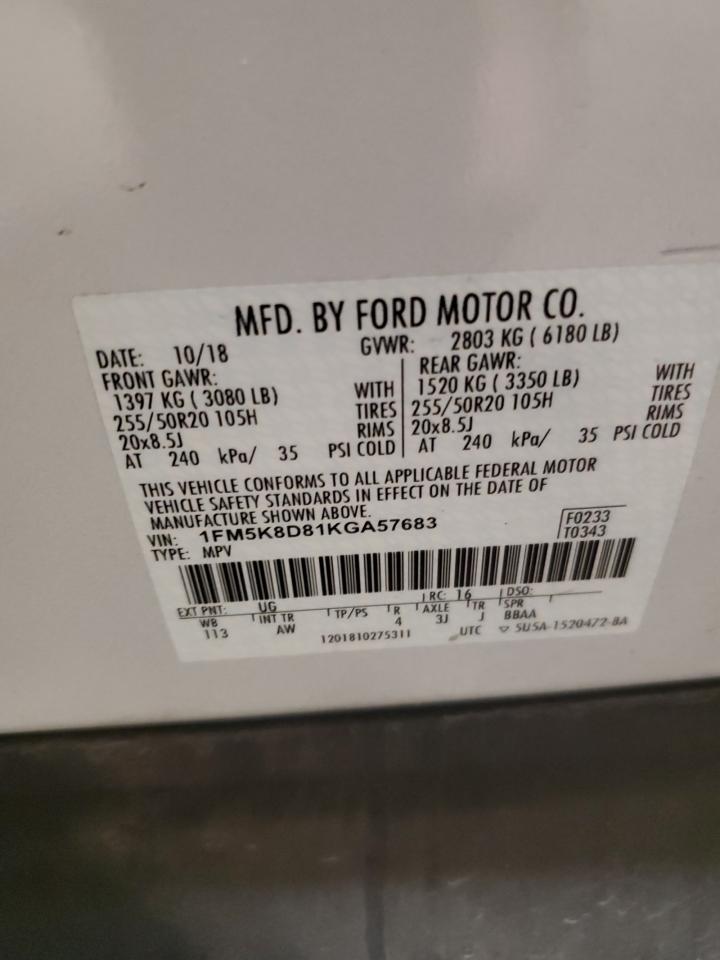 MFD. BY FORD MOTOR CO.
DATE: 10/18 GVWR: 2803 KG ( 6180 LB)
FRONT GAWR: REAR GAWR:
1397 KG ( 3080 LB) WITH 1520 KG ( 3350 LB) WITH
255/50R20 105H TIRES 255/50R20 105H TIRES
20x8.5J RIMS 20x8.5J RIMS
AT 240 kPa/ 35 PSI COLD AT 240 kPa/ 35 PSI COLD
THIS VEHICLE CONFORMS TO ALL APPLICABLE FEDERAL MOTOR
VEHICLE SAFETY STANDARDS IN EFFECT ON THE DATE OF
MANUFACTURE SHOWN ABOVE.
VIN: 1FM5K8D81KGA57683 F0233
TYPE: MPV T0343
EXT PNT: UG RC: 16 DSO:
WB INT TR TP/PS R AXLE TR SPR
113 AW 4 3J J BBAA
1201810275311 UTC ▽ 5U5A-1520472-BA